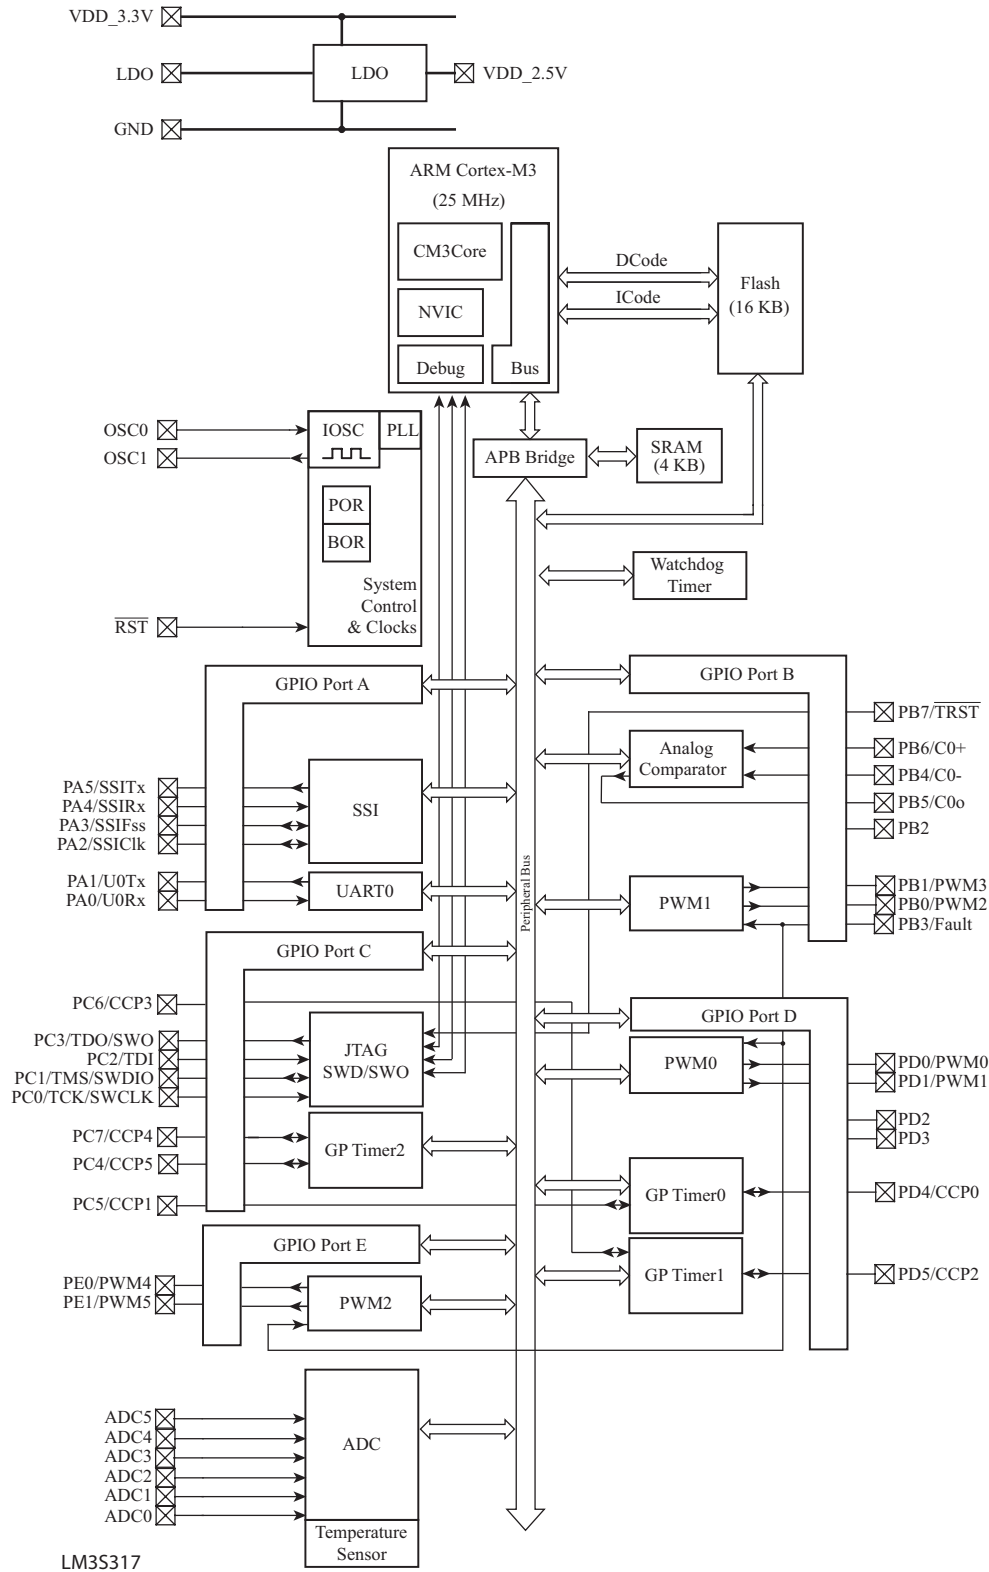 VDD_3.3V
LDO
LDO
VDD_2.5V
GND
ARM Cortex-M3
(25 MHz)
CM3Core
NVIC
Debug
Bus
DCode
ICode
Flash
(16 KB)
OSC0
OSC1
IOSC
PLL
POR
BOR
System
Control
& Clocks
RST
APB Bridge
SRAM
(4 KB)
Watchdog
Timer
Peripheral Bus
GPIO Port A
PA5/SSITx
PA4/SSIRx
PA3/SSIFss
PA2/SSIClk
SSI
PA1/U0Tx
PA0/U0Rx
UART0
GPIO Port B
PB7/TRST
Analog
Comparator
PB6/C0+
PB4/C0-
PB5/C0o
PB2
PWM1
PB1/PWM3
PB0/PWM2
PB3/Fault
GPIO Port C
PC6/CCP3
PC3/TDO/SWO
PC2/TDI
PC1/TMS/SWDIO
PC0/TCK/SWCLK
JTAG
SWD/SWO
PC7/CCP4
PC4/CCP5
GP Timer2
PC5/CCP1
GPIO Port D
PWM0
PD0/PWM0
PD1/PWM1
PD2
PD3
GP Timer0
PD4/CCP0
GP Timer1
PD5/CCP2
GPIO Port E
PE0/PWM4
PE1/PWM5
PWM2
ADC5
ADC4
ADC3
ADC2
ADC1
ADC0
ADC
Temperature
Sensor
LM3S317